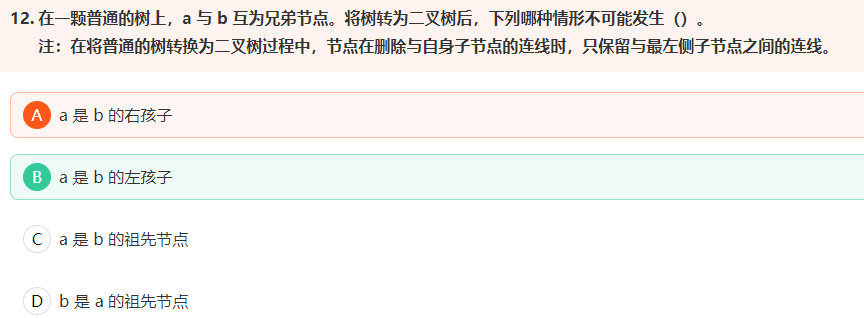 12. 在一颗普通的树上，a 与 b 互为兄弟节点。将树转为二叉树后，下列哪种情形不可能发生（）。
注：在将普通的树转换为二叉树过程中，节点在删除与自身子节点的连线时，只保留与最左侧子节点之间的连线。
A a 是 b 的右孩子
B a 是 b 的左孩子
C a 是 b 的祖先节点
D b 是 a 的祖先节点